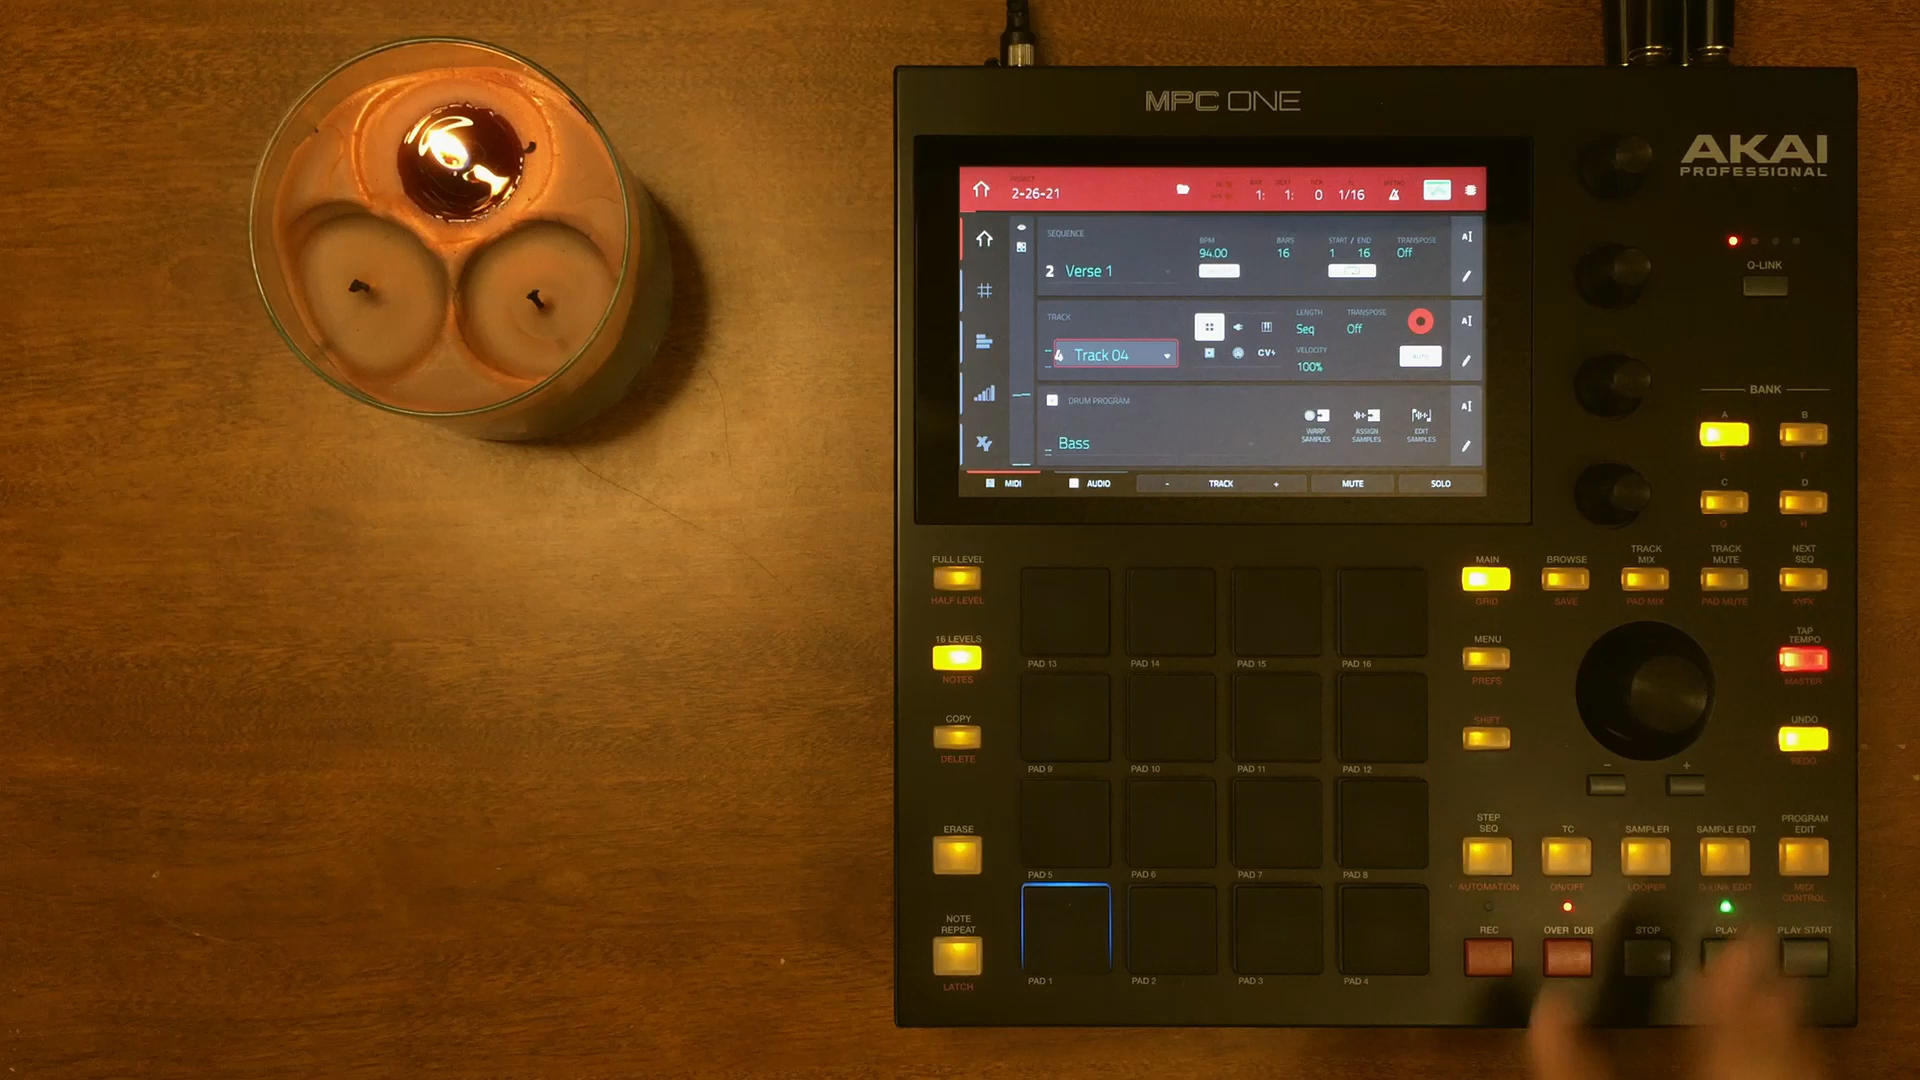 MPC ONE
AKAI
PROFESSIONAL
PROJECT
2-26-21
BAR BEAT TICK TC METRO
1: 1: 0 1/16
SEQUENCE
2 Verse 1
BPM
94.00
BARS
16
START / END
1 16
TRANSPOSE
Off
TRACK
4 Track 04
LENGTH
Seq
TRANSPOSE
Off
VELOCITY
100%
CV
AUTO
DRUM PROGRAM
Bass
WARP
SAMPLES
ASSIGN
SAMPLES
EDIT
SAMPLES
MIDI
AUDIO
- TRACK +
MUTE
SOLO
Q-LINK
BANK
A
B
E
F
C
D
G
H
FULL LEVEL
HALF LEVEL
16 LEVELS
NOTES
COPY
DELETE
ERASE
NOTE
REPEAT
LATCH
PAD 13
PAD 14
PAD 15
PAD 16
PAD 9
PAD 10
PAD 11
PAD 12
PAD 5
PAD 6
PAD 7
PAD 8
PAD 1
PAD 2
PAD 3
PAD 4
MAIN
GRID
BROWSE
SAVE
TRACK
MIX
PAD MIX
TRACK
MUTE
PAD MUTE
NEXT
SEQ
XYFX
MENU
PREFS
TAP
TEMPO
MASTER
SHIFT
UNDO
REDO
- +
STEP
SEQ
AUTOMATION
TC
ON/OFF
SAMPLER
LOOPER
SAMPLE EDIT
Q-LINK EDIT
PROGRAM
EDIT
MIDI
CONTROL
REC
OVER DUB
STOP
PLAY
PLAY START